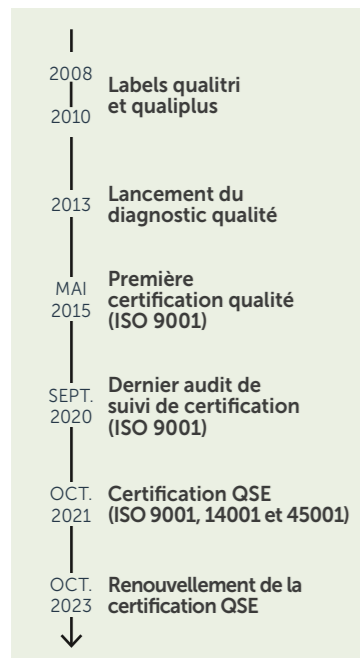 2008
2010
Labels qualitri
et qualiplus
2013
Lancement du
diagnostic qualité
MAI
2015
Première
certification qualité
(ISO 9001)
SEPT.
2020
Dernier audit de
suivi de certification
(ISO 9001)
OCT.
2021
Certification QSE
(ISO 9001, 14001 et 45001)
OCT.
2023
Renouvellement de la
certification QSE